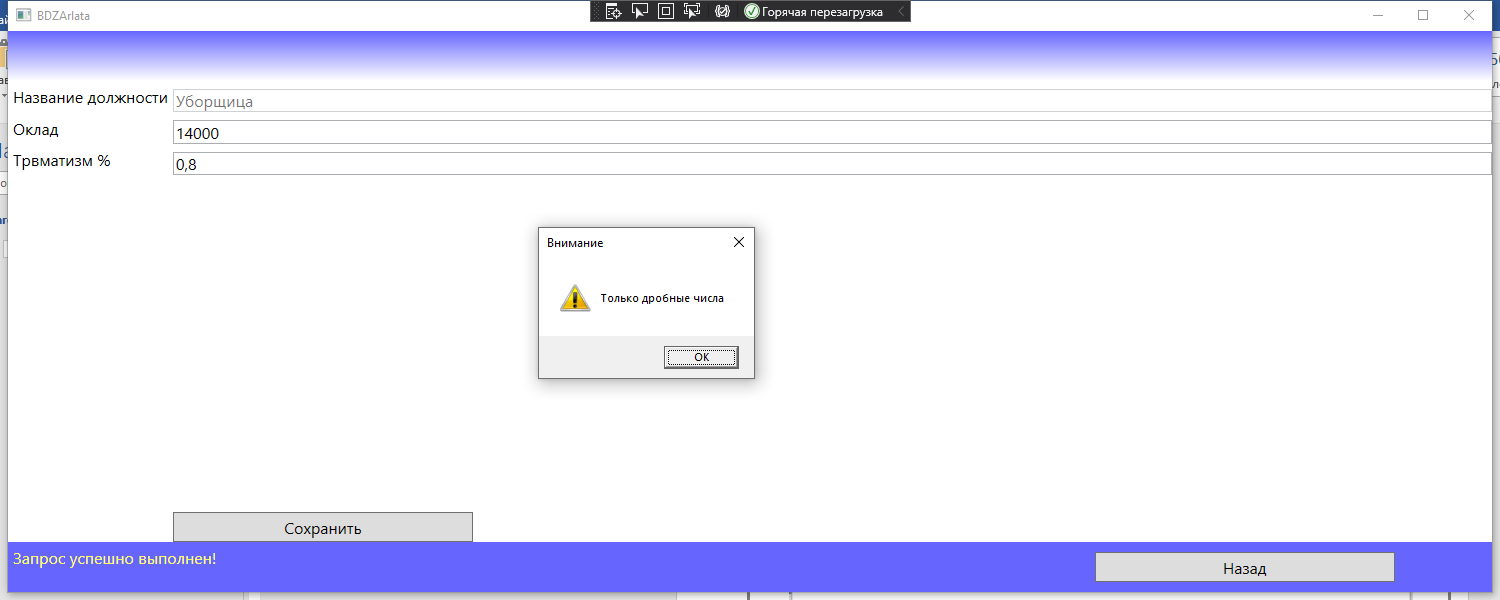 BDZArlata
Горячая перезагрузка
Название должности
Уборщица
Оклад
14000
Трвматизм %
0,8
Внимание
Только дробные числа
OK
Сохранить
Запрос успешно выполнен!
Назад